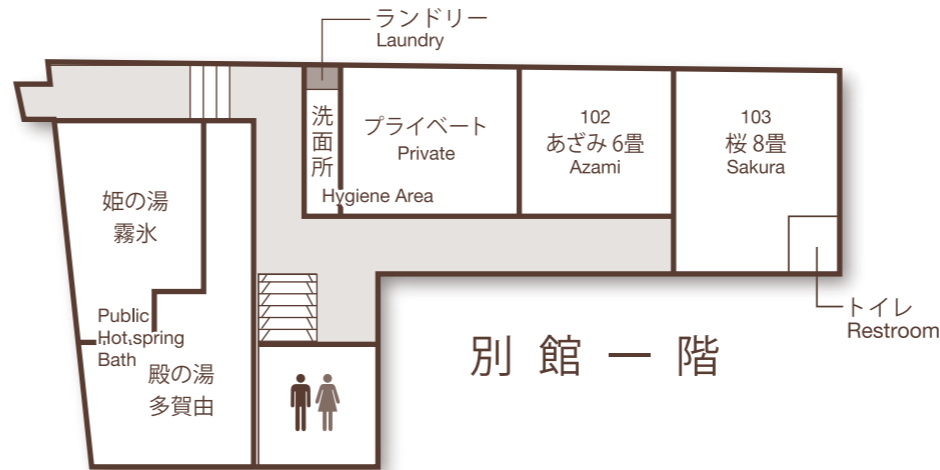 ランドリー
Laundry
洗面所
Hygiene Area
プライベート
Private
102
あざみ 6畳
Azami
103
桜 8畳
Sakura
姫の湯
霧氷
Public
Hot spring
Bath
殿の湯
多賀由
トイレ
Restroom
別館一階